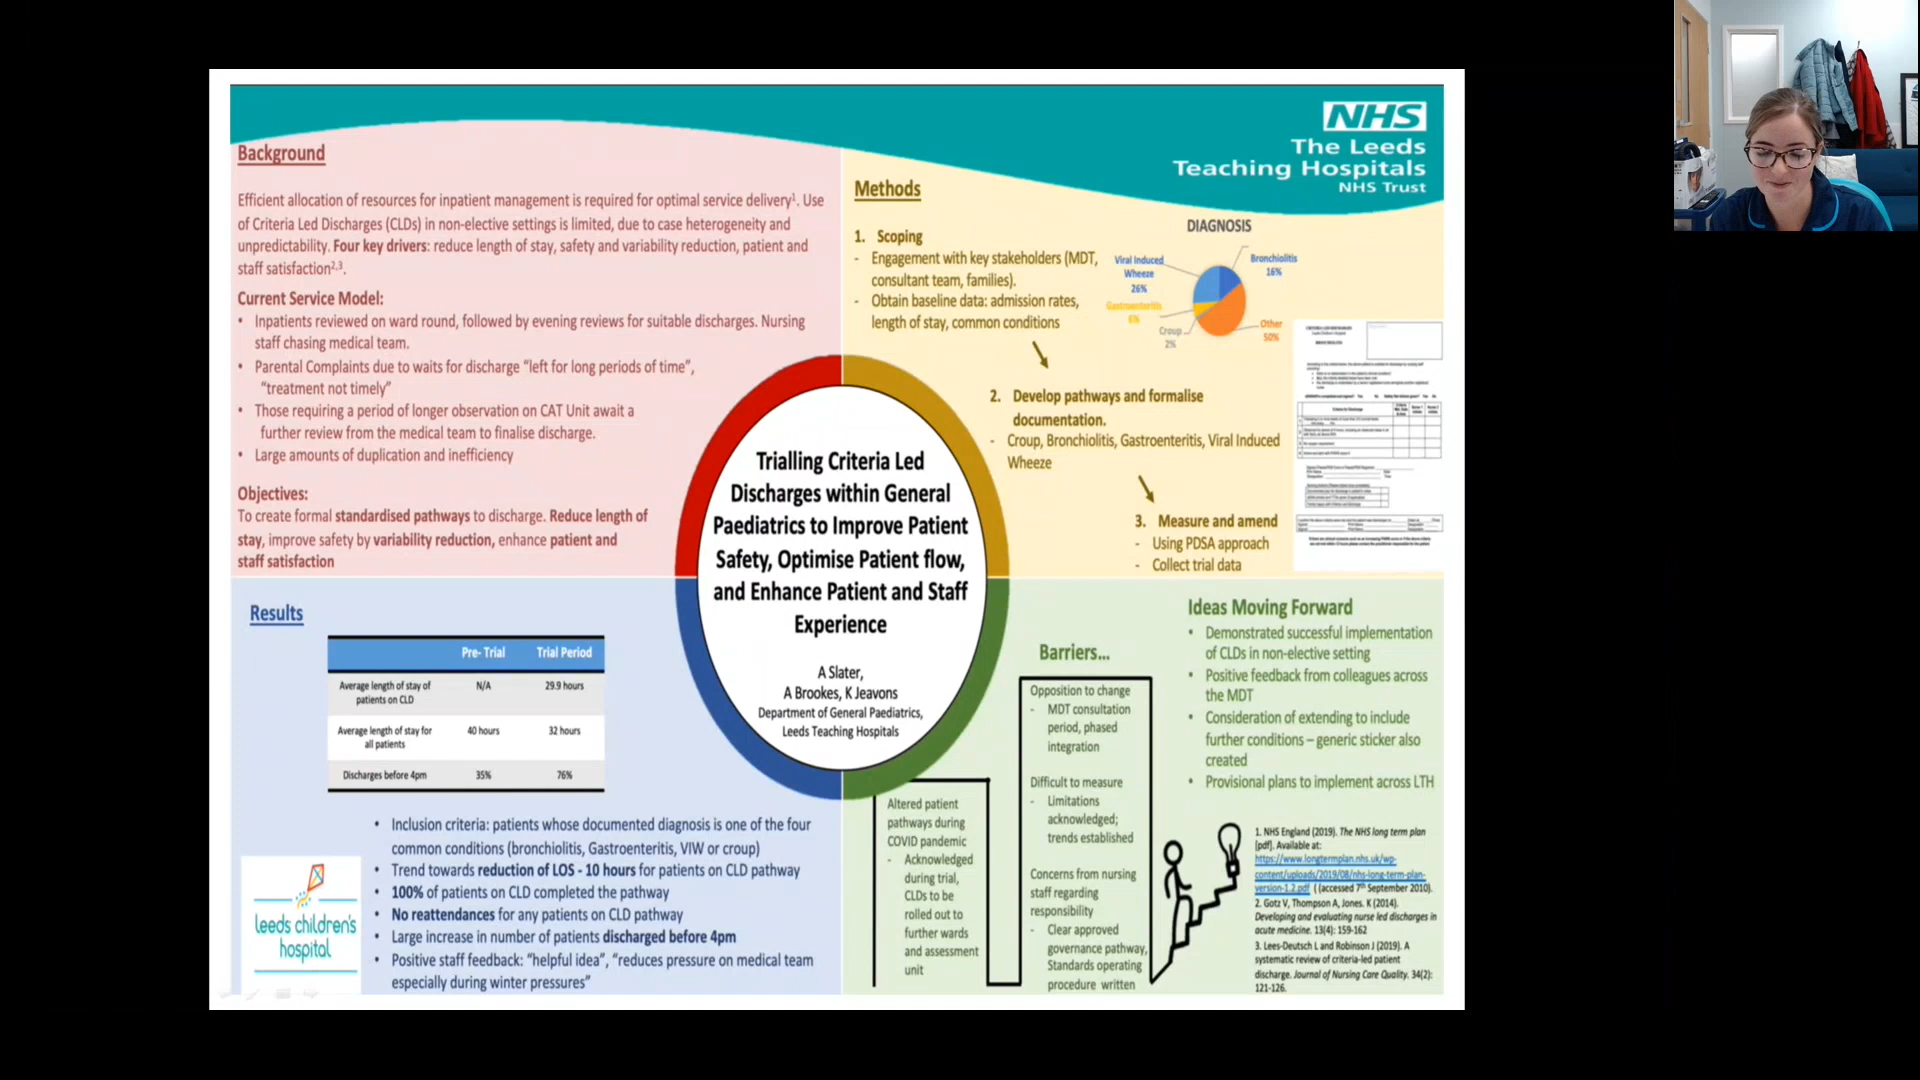 NHS
The Leeds
Teaching Hospitals
NHS Trust
Background
Efficient allocation of resources for inpatient management is required for optimal service delivery¹. Use
of Criteria Led Discharges (CLDs) in non-elective settings is limited, due to case heterogeneity and
unpredictability. Four key drivers: reduce length of stay, safety and variability reduction, patient and
staff satisfaction²,³.
Current Service Model:
• Inpatients reviewed on ward round, followed by evening reviews for suitable discharges. Nursing
staff chasing medical team.
• Parental Complaints due to waits for discharge “left for long periods of time”,
“treatment not timely”
• Those requiring a period of longer observation on CAT Unit await a
further review from the medical team to finalise discharge.
• Large amounts of duplication and inefficiency
Objectives:
To create formal standardised pathways to discharge. Reduce length of
stay, improve safety by variability reduction, enhance patient and
staff satisfaction
Methods
1. Scoping
- Engagement with key stakeholders (MDT,
consultant team, families).
- Obtain baseline data: admission rates,
length of stay, common conditions
DIAGNOSIS
Viral Induced
Wheeze
26%
Bronchiolitis
16%
Gastroenteritis
6%
Croup
2%
Other
50%
2. Develop pathways and formalise
documentation.
- Croup, Bronchiolitis, Gastroenteritis, Viral Induced
Wheeze
3. Measure and amend
- Using PDSA approach
- Collect trial data
Trialling Criteria Led
Discharges within General
Paediatrics to Improve Patient
Safety, Optimise Patient flow,
and Enhance Patient and Staff
Experience
A Slater,
A Brookes, K Jeavons
Department of General Paediatrics,
Leeds Teaching Hospitals
Results
Pre- Trial Trial Period
Average length of stay of
patients on CLD
N/A 29.9 hours
Average length of stay for
all patients
40 hours 32 hours
Discharges before 4pm 35% 76%
• Inclusion criteria: patients whose documented diagnosis is one of the four
common conditions (bronchiolitis, Gastroenteritis, VIW or croup)
• Trend towards reduction of LOS - 10 hours for patients on CLD pathway
• 100% of patients on CLD completed the pathway
• No reattendances for any patients on CLD pathway
• Large increase in number of patients discharged before 4pm
• Positive staff feedback: “helpful idea”, “reduces pressure on medical team
especially during winter pressures”
leeds children's
hospital
Barriers...
Altered patient
pathways during
COVID pandemic
- Acknowledged
during trial,
CLDs to be
rolled out to
further wards
and assessment
unit
Opposition to change
- MDT consultation
period, phased
integration
Difficult to measure
- Limitations
acknowledged;
trends established
Concerns from nursing
staff regarding
responsibility
- Clear approved
governance pathway,
Standards operating
procedure written
Ideas Moving Forward
• Demonstrated successful implementation
of CLDs in non-elective setting
• Positive feedback from colleagues across
the MDT
• Consideration of extending to include
further conditions – generic sticker also
created
• Provisional plans to implement across LTH
1. NHS England (2019). The NHS long term plan
[pdf]. Available at:
https://www.longtermplan.nhs.uk/wp-
content/uploads/2019/08/nhs-long-term-plan-
version-1.2.pdf ( (accessed 7th September 2010).
2. Gotz V, Thompson A, Jones. K (2014).
Developing and evaluating nurse led discharges in
acute medicine. 13(4): 159-162
3. Lees-Deutsch L and Robinson J (2019). A
systematic review of criteria-led patient
discharge. Journal of Nursing Care Quality. 34(2):
121-126.